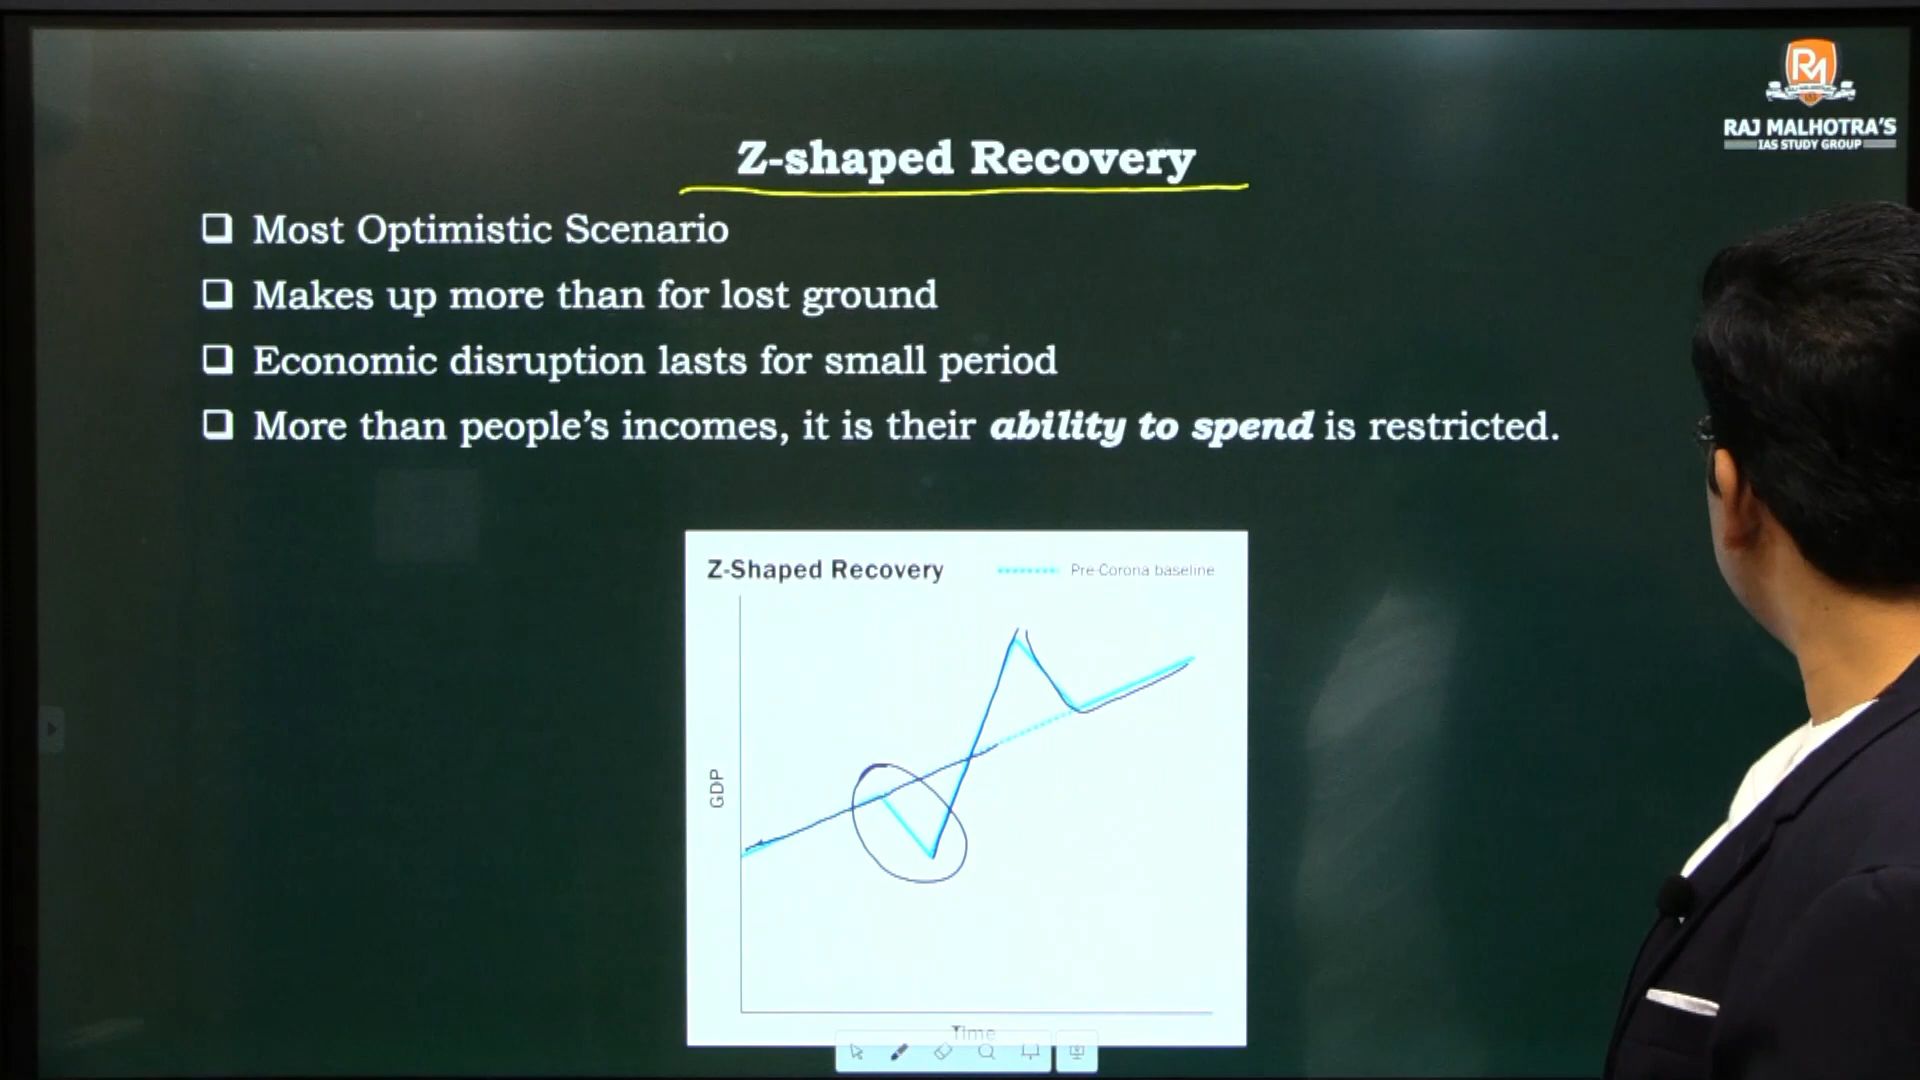 RAJ MALHOTRA'S
IAS STUDY GROUP
Z-shaped Recovery
❑ Most Optimistic Scenario
❑ Makes up more than for lost ground
❑ Economic disruption lasts for small period
❑ More than people's incomes, it is their ability to spend is restricted.
Z-Shaped Recovery
Pre Corona baseline
GDP
Time